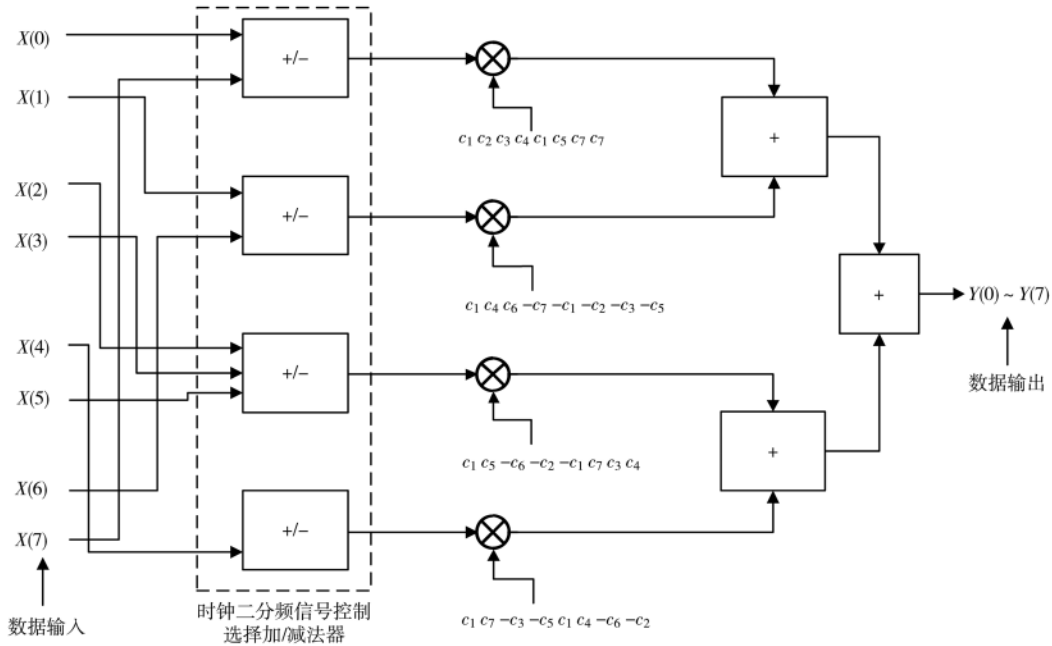 X(0)
X(1)
X(2)
X(3)
X(4)
X(5)
X(6)
X(7)
数据输入
+/−
+/−
+/−
+/−
时钟二分频信号控制
选择加/减法器
c₁ c₂ c₃ c₄ c₁ c₅ c₇ c₇
c₁ c₄ c₆ −c₇ −c₁ −c₂ −c₃ −c₅
c₁ c₅ −c₆ −c₂ −c₁ c₇ c₃ c₄
c₁ c₇ −c₃ −c₅ c₁ c₄ −c₆ −c₂
+
+
+
Y(0) ~ Y(7)
数据输出